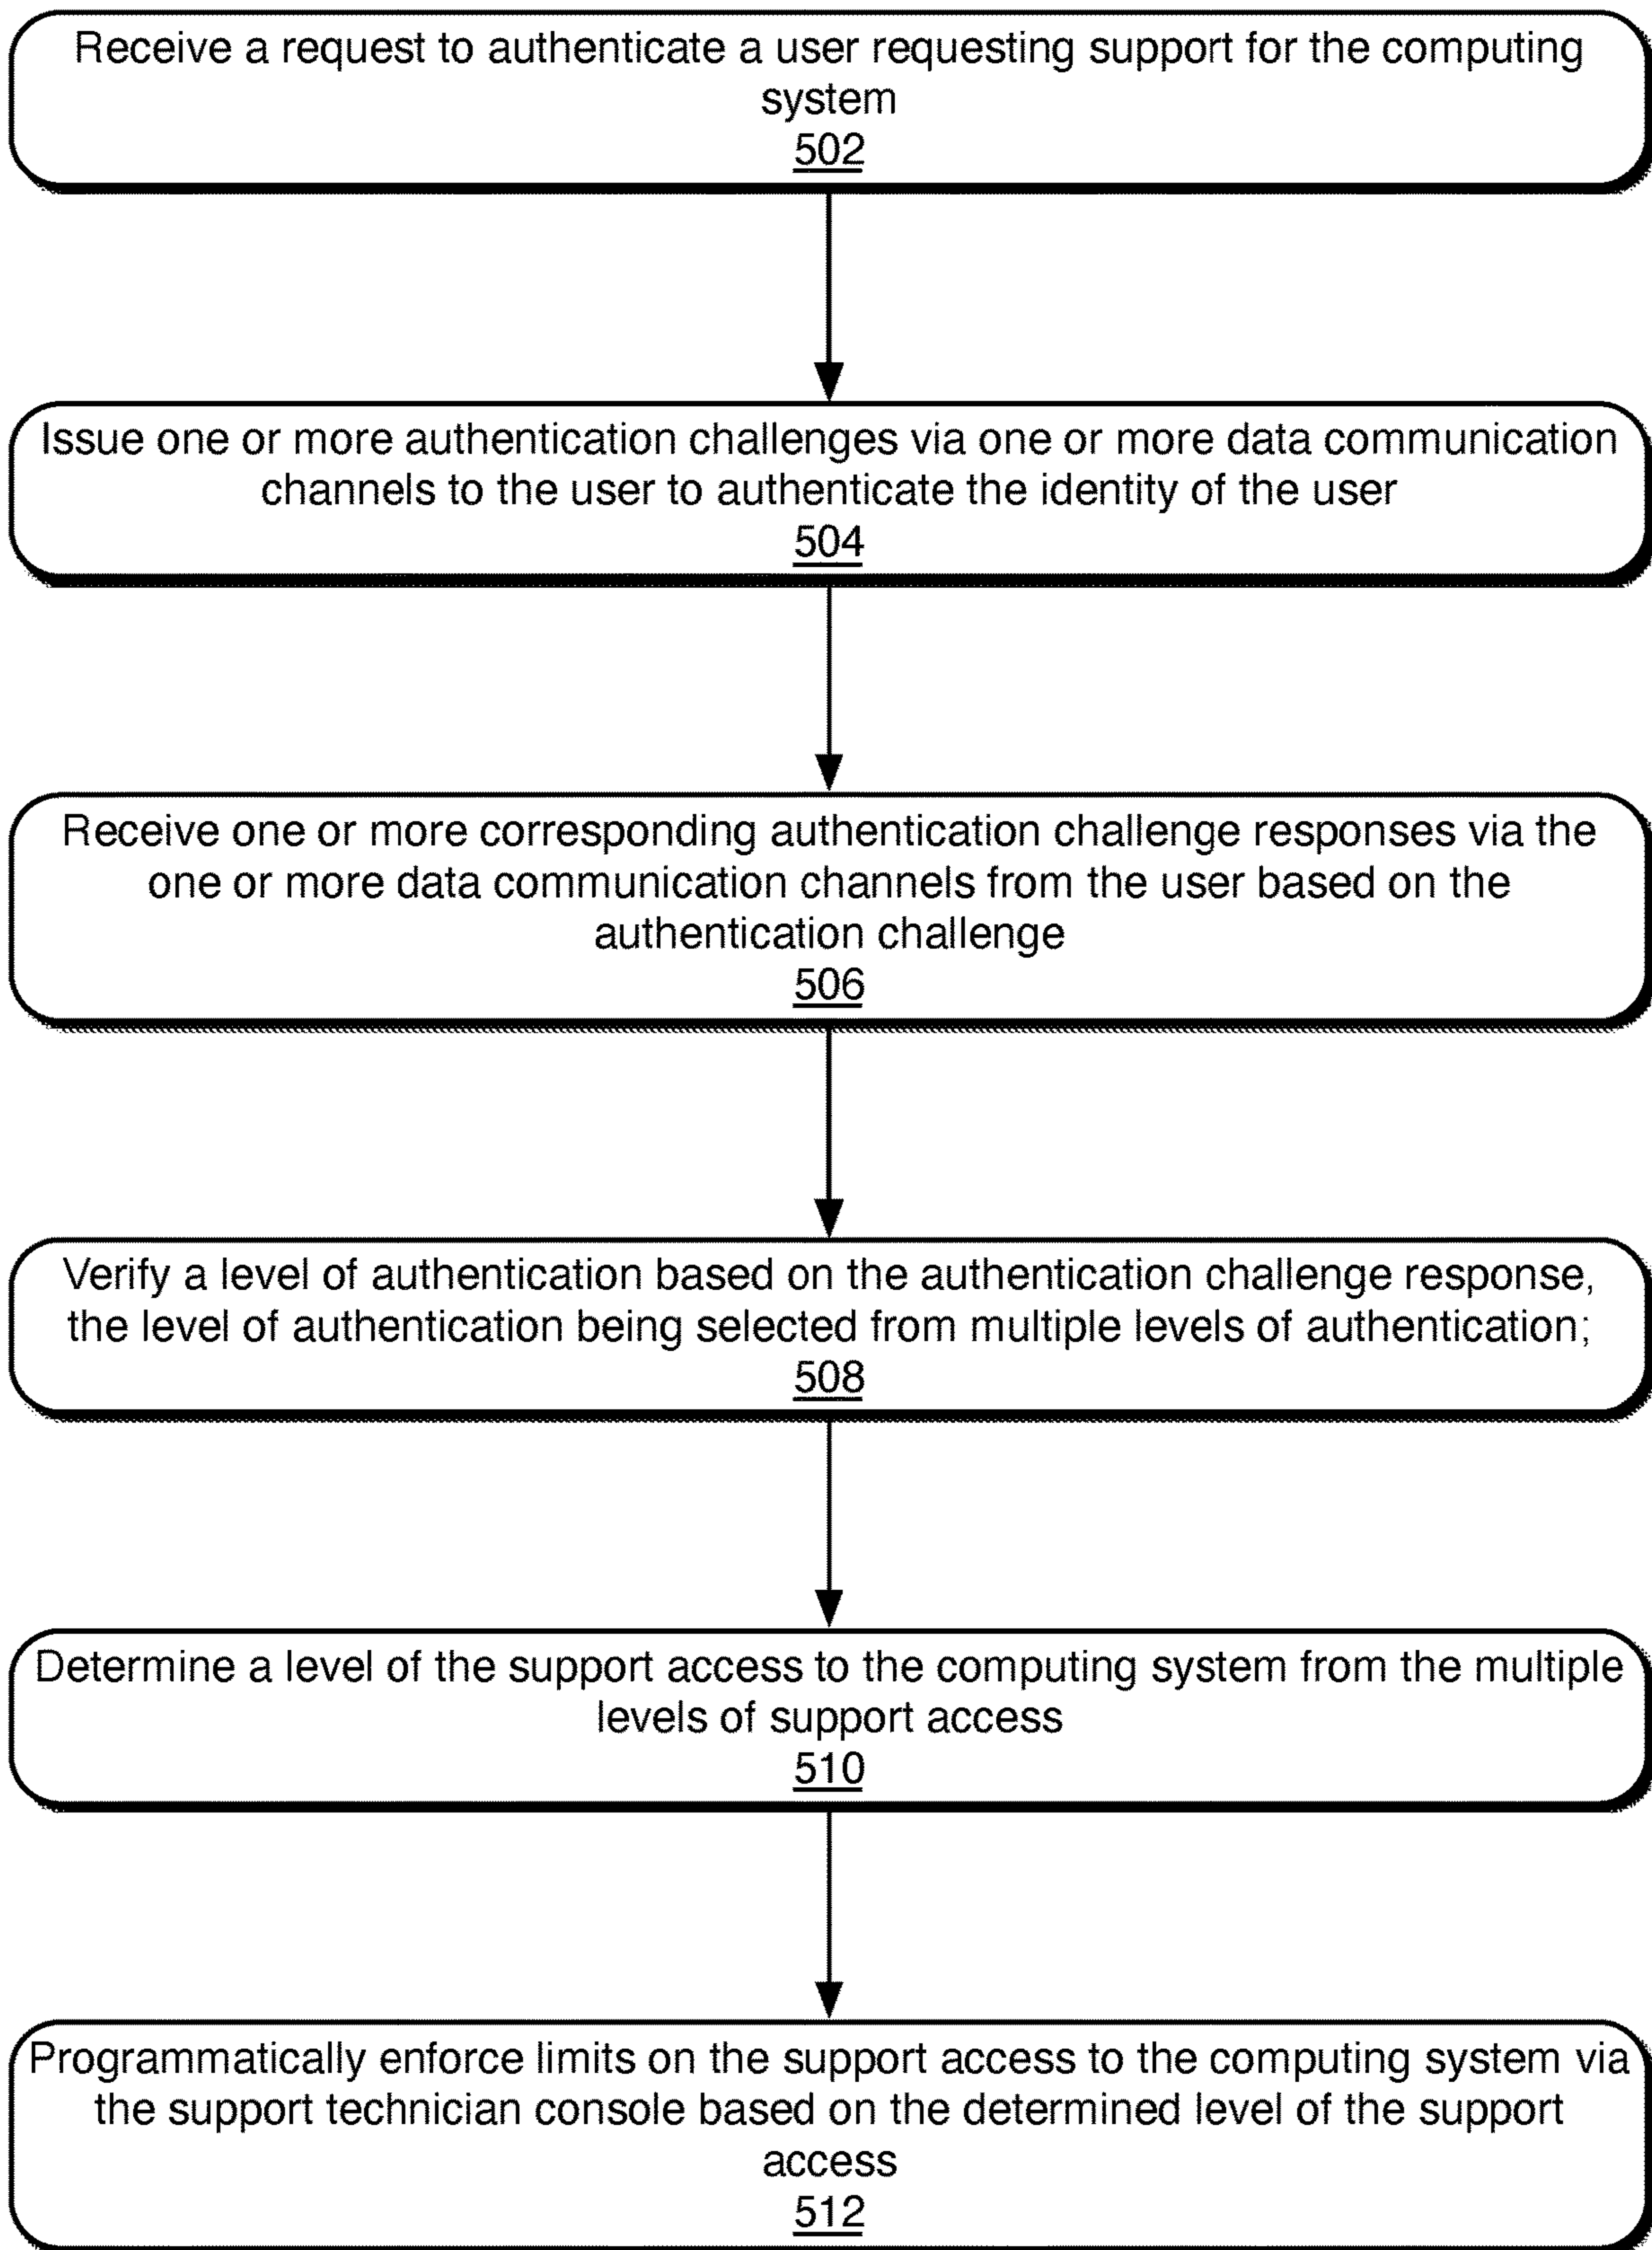 Receive a request to authenticate a user requesting support for the computing
system
502
Issue one or more authentication challenges via one or more data communication
channels to the user to authenticate the identity of the user
504
Receive one or more corresponding authentication challenge responses via the
one or more data communication channels from the user based on the
authentication challenge
506
Verify a level of authentication based on the authentication challenge response,
the level of authentication being selected from multiple levels of authentication;
508
Determine a level of the support access to the computing system from the multiple
levels of support access
510
Programmatically enforce limits on the support access to the computing system via
the support technician console based on the determined level of the support
access
512